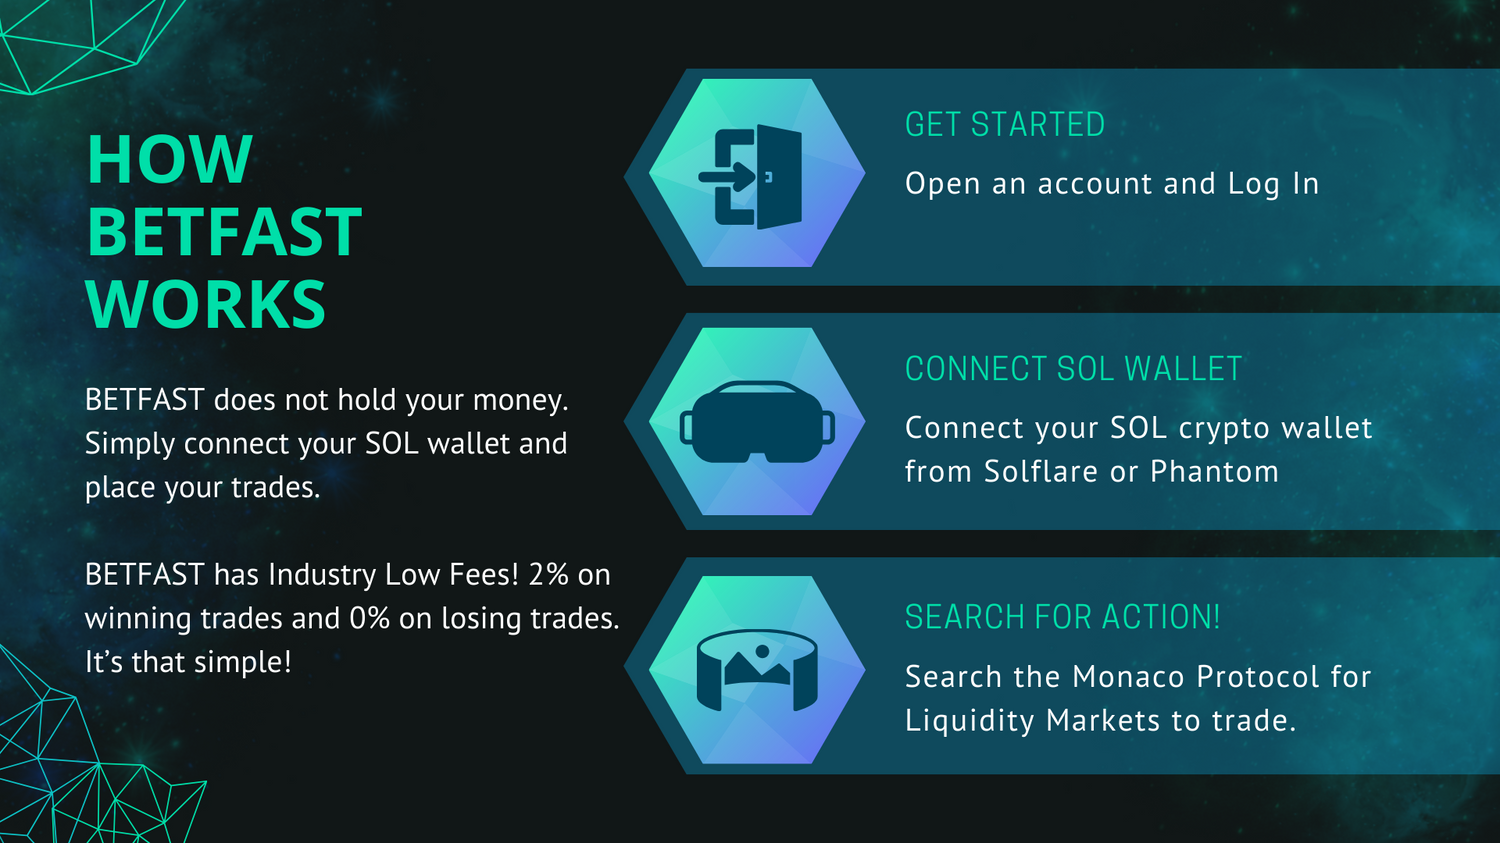 HOW
BETFAST
WORKS
BETFAST does not hold your money.
Simply connect your SOL wallet and
place your trades.
BETFAST has Industry Low Fees! 2% on
winning trades and 0% on losing trades.
It’s that simple!
GET STARTED
Open an account and Log In
CONNECT SOL WALLET
Connect your SOL crypto wallet
from Solflare or Phantom
SEARCH FOR ACTION!
Search the Monaco Protocol for
Liquidity Markets to trade.